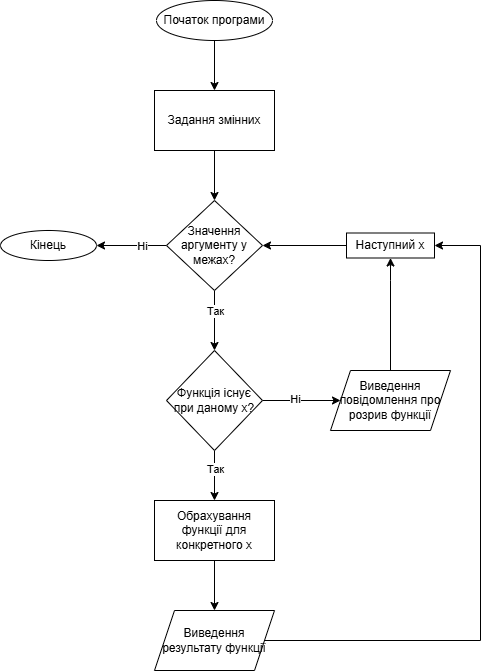 Початок програми
Задання змінних
Значення
аргументу у
межах?
Ні
Кінець
Наступний x
Так
Функція існує
при даному x?
Ні
Виведення
повідомлення про
розрив функції
Так
Обрахування
функції для
конкретного x
Виведення
результату функції